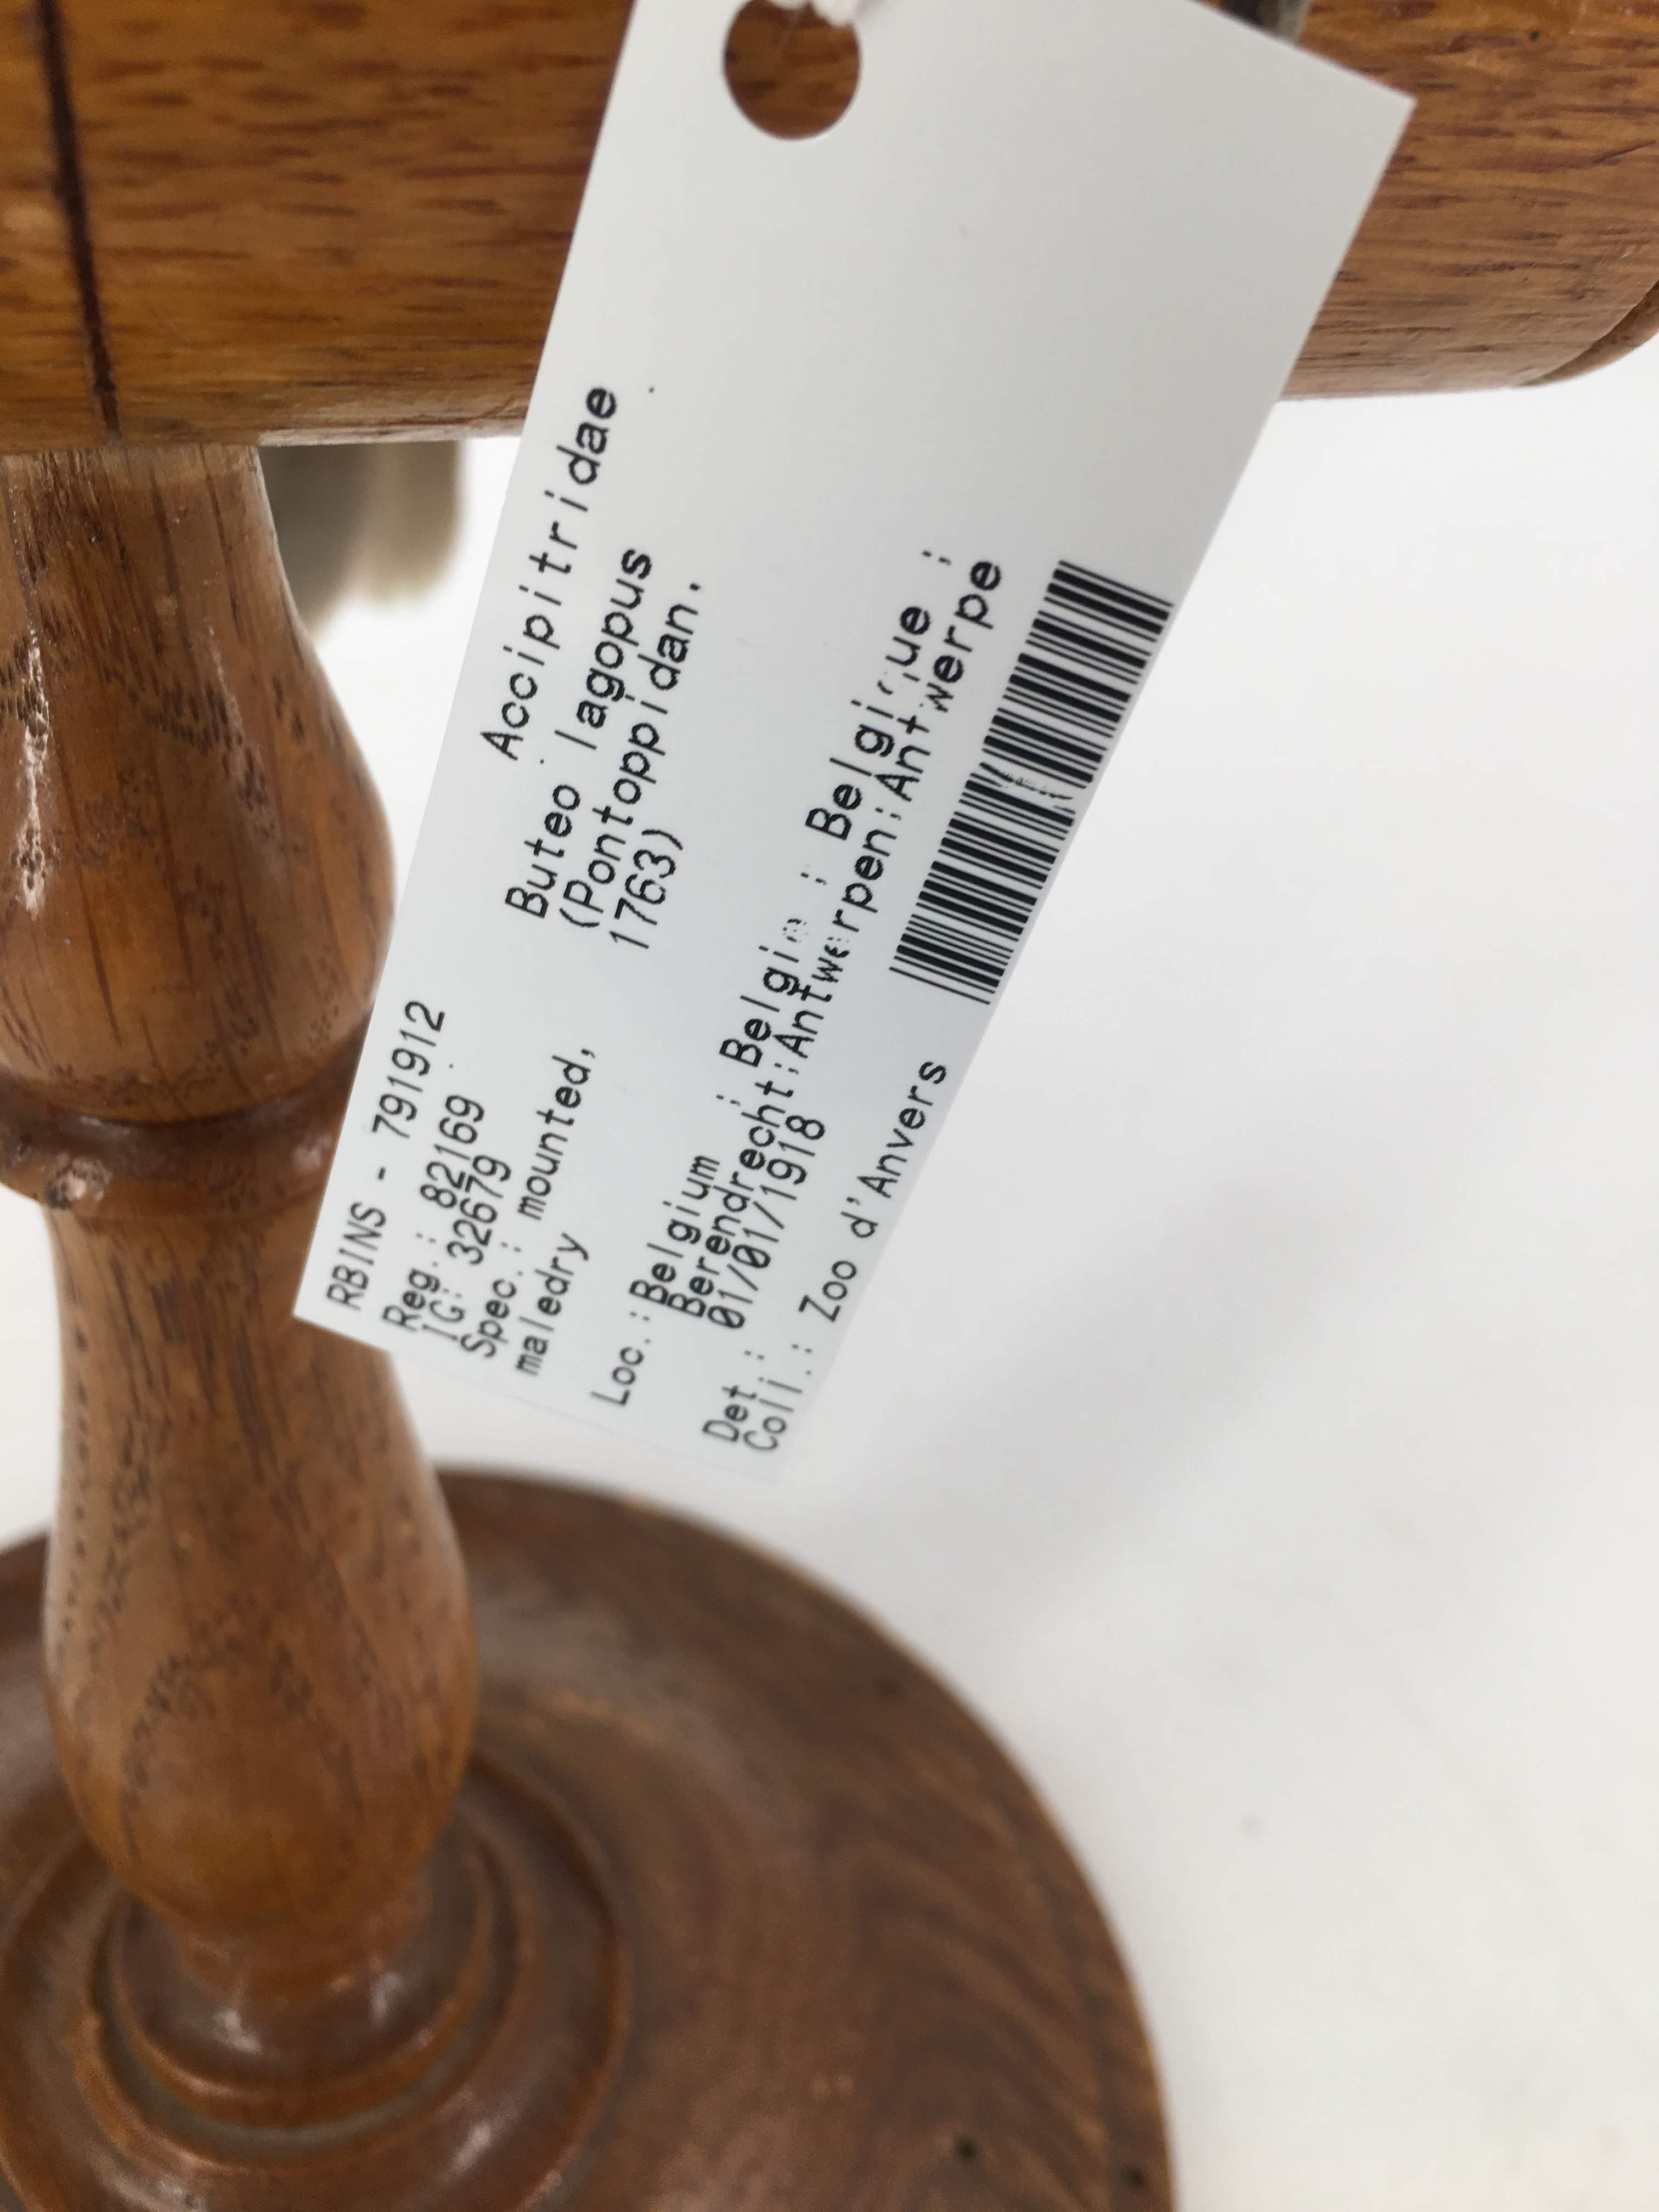 RBINS - 791912
Accipitridae
Reg.: 82169
IG: 32679
Spec.: mounted,
maledry
Buteo lagopus
(Pontoppidan,
1763)
Loc.: Belgium ; Belgie ; Belgique ;
Berendrecht;Antwerpen;Antwerpe
01/01/1918
Det.:
Coll.: Zoo d'Anvers